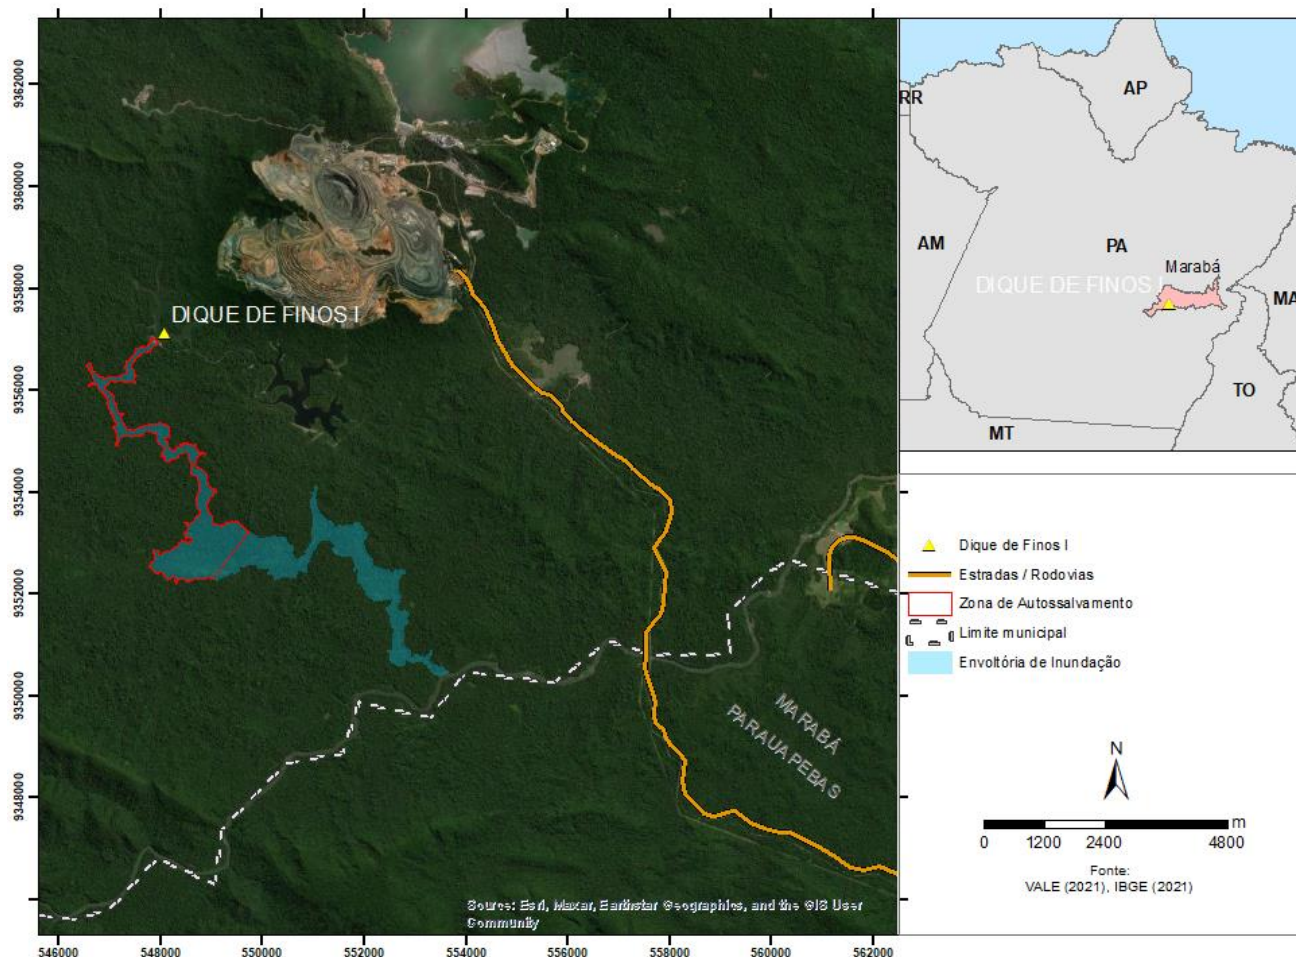 9362000
9360000
9358000
9356000
9354000
9352000
9350000
9348000
DIQUE DE FINOS I
MARABÁ
PARAUAPEBAS
Source: Esri, Maxar, Earthstar Geographics, and the GIS User
Community
546000 548000 550000 552000 554000 556000 558000 560000 562000
RR
AP
AM
PA
Marabá
DIQUE DE FINOS I
MA
TO
MT
Dique de Finos I
Estradas / Rodovias
Zona de Autossalvamento
Limite municipal
Envoltória de Inundação
N
m
0 1200 2400 4800
Fonte:
VALE (2021), IBGE (2021)